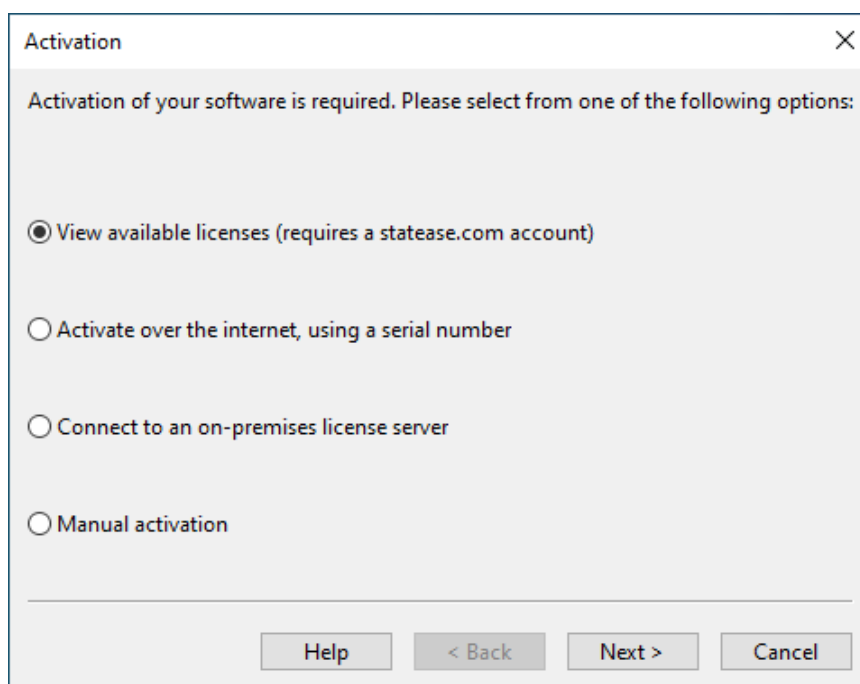 Activation
Activation of your software is required. Please select from one of the following options:
View available licenses (requires a statease.com account)
Activate over the internet, using a serial number
Connect to an on-premises license server
Manual activation
Help < Back Next > Cancel